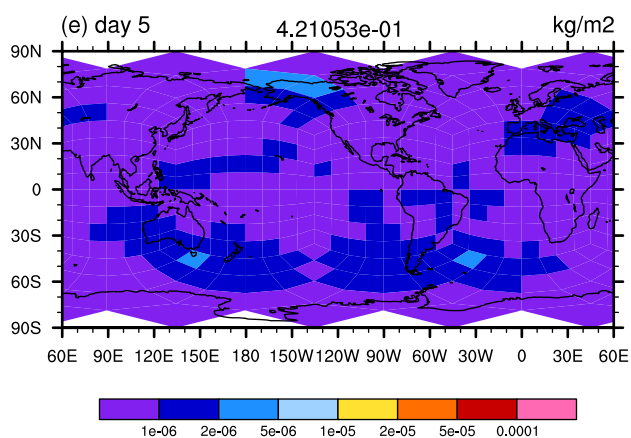 (e) day 5 4.21053e-01 kg/m2
90N
60N
30N
0
30S
60S
90S
60E 90E 120E 150E 180 150W 120W 90W 60W 30W 0 30E 60E
1e-06 2e-06 5e-06 1e-05 2e-05 5e-05 0.0001